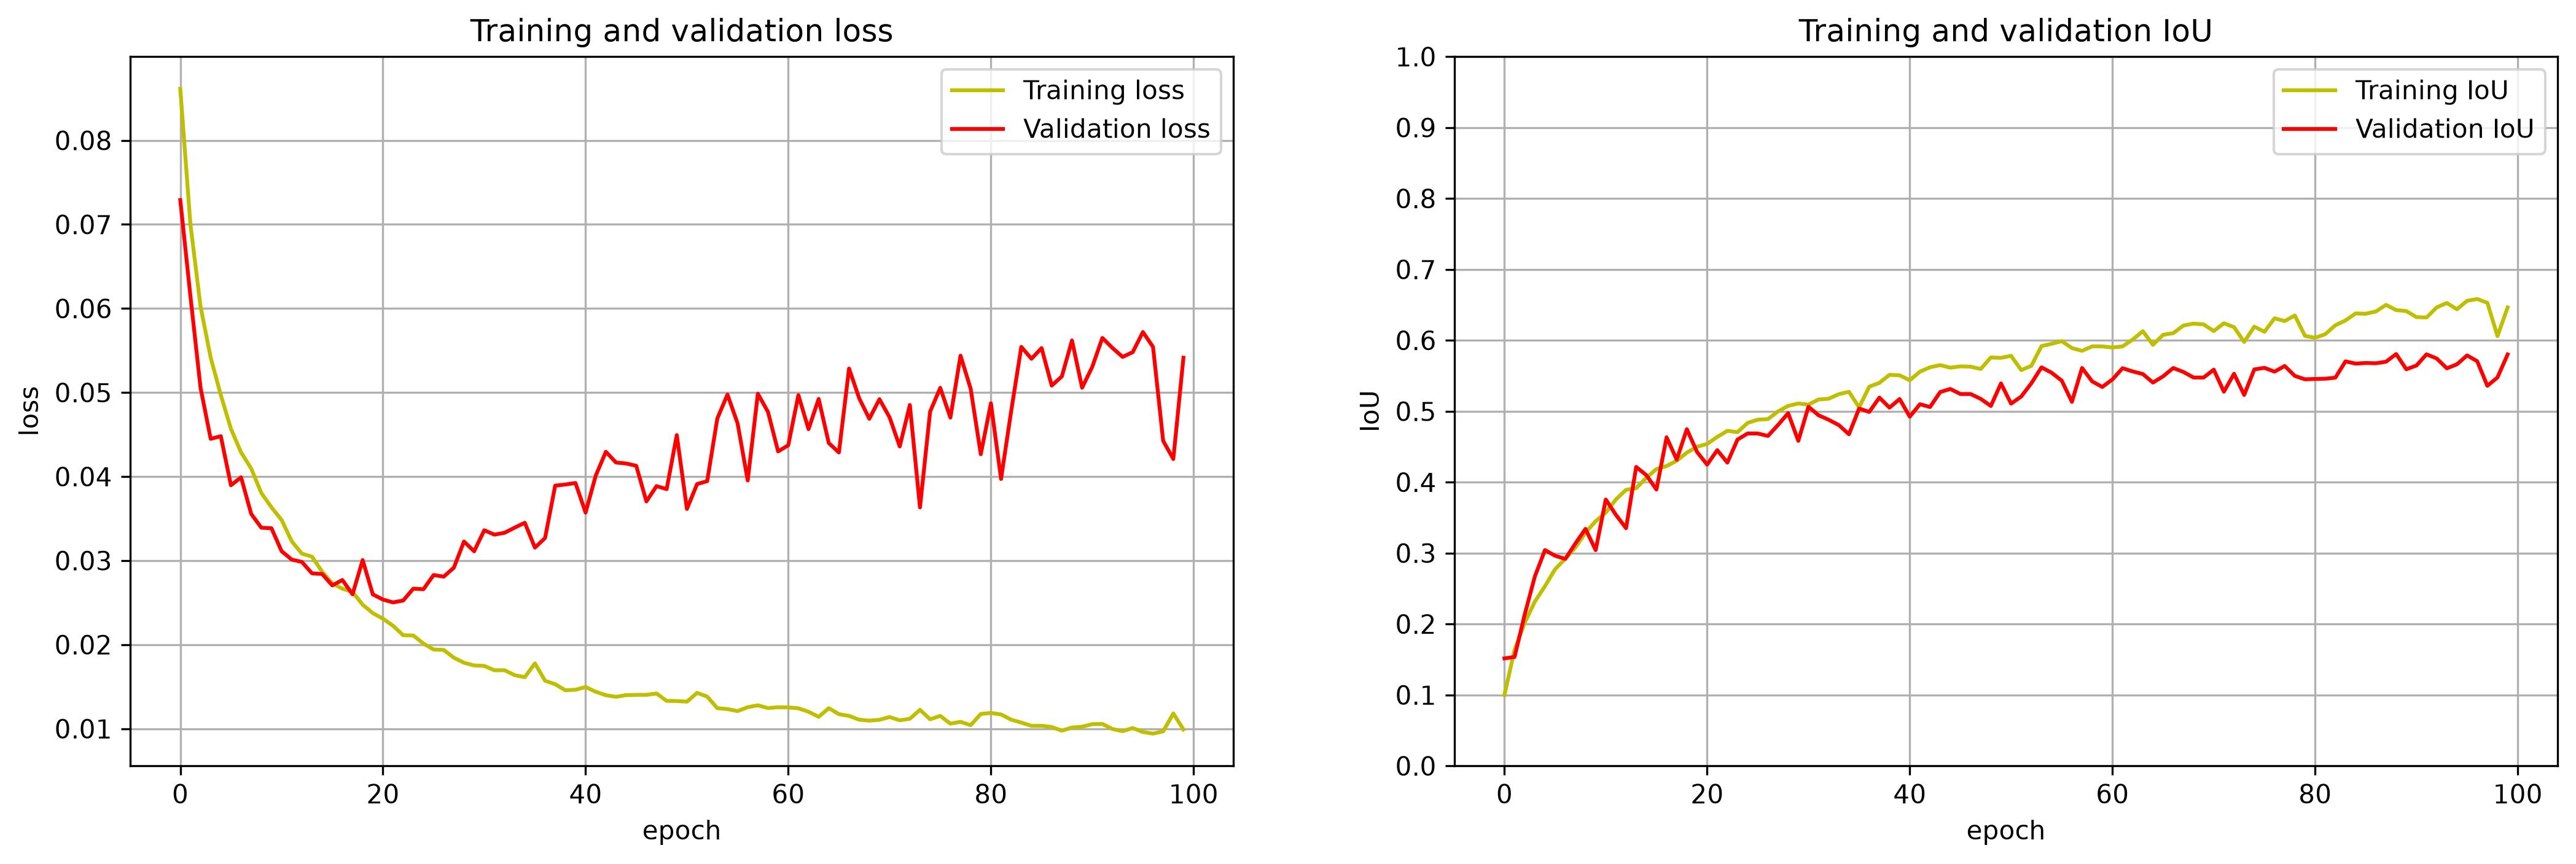 Training and validation loss
Training loss
Validation loss
0.08
0.07
0.06
0.05
0.04
0.03
0.02
0.01
loss
0 20 40 60 80 100
epoch
Training and validation IoU
Training IoU
Validation IoU
1.0
0.9
0.8
0.7
0.6
0.5
0.4
0.3
0.2
0.1
0.0
IoU
0 20 40 60 80 100
epoch